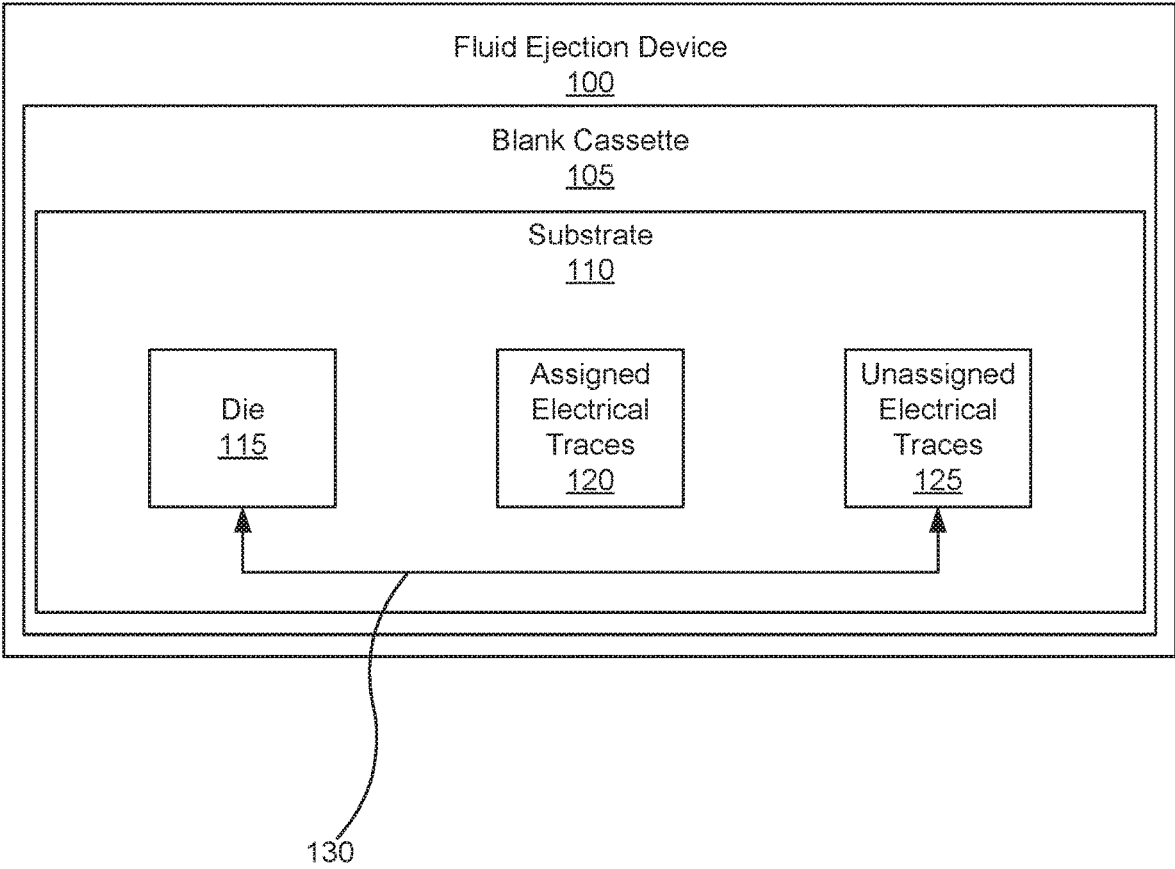 Fluid Ejection Device
100
Blank Cassette
105
Substrate
110
Die
115
Assigned
Electrical
Traces
120
Unassigned
Electrical
Traces
125
130